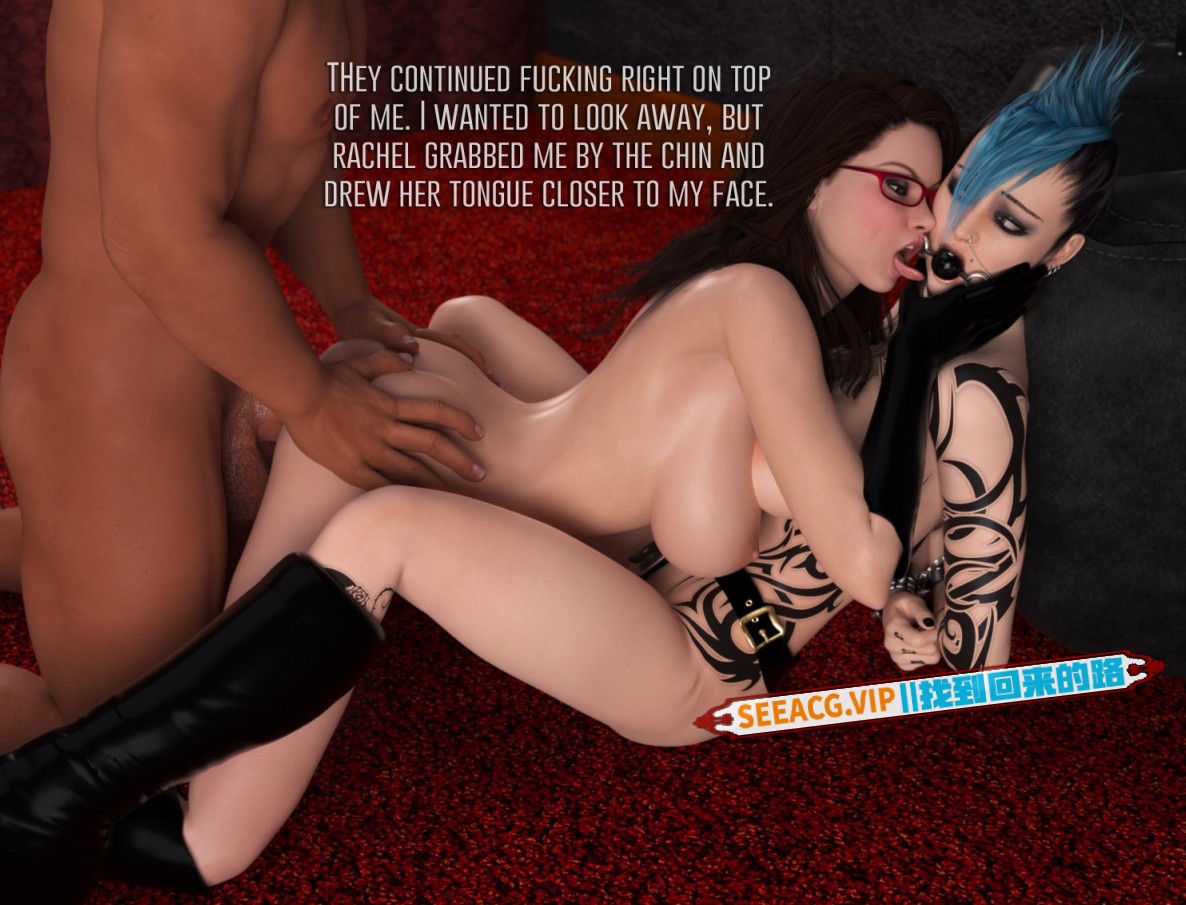 They continued fucking right on top
of me. I wanted to look away, but
Rachel grabbed me by the chin and
drew her tongue closer to my face.
SEEACG.VIP||找到回来的路